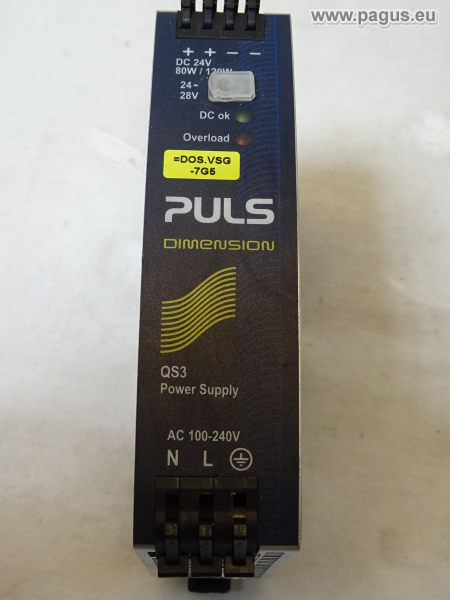 www.pagus.eu
+ + − −
DC 24V
80W / 120W
24-
28V
DC ok
Overload
=DOS.VSG
-7G5
PULS
DIMENSION
QS3
Power Supply
AC 100-240V
N L